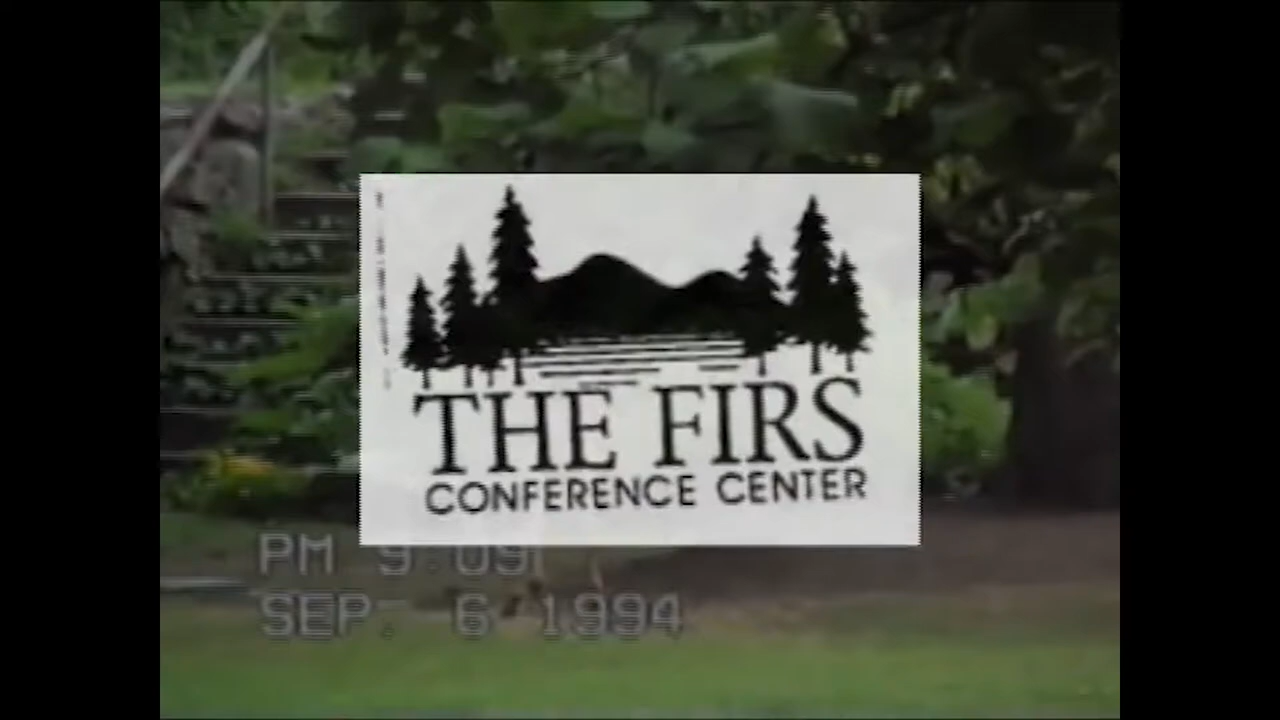 THE FIRS
CONFERENCE CENTER
PM 9:09
SEP. 6 1994